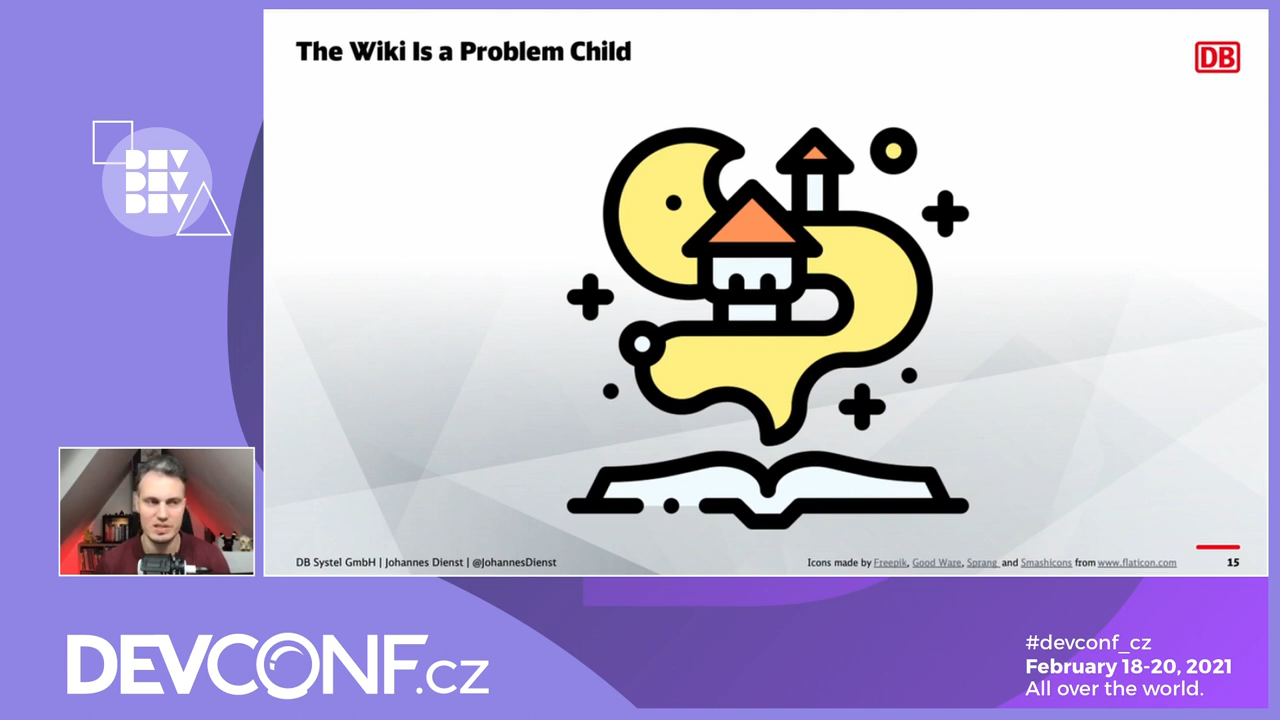 The Wiki Is a Problem Child
DB
DEV
DEV
DEV
DB Systel GmbH | Johannes Dienst | @JohannesDienst
Icons made by Freepik, Good Ware, Sprang and Smashicons from www.flaticon.com
15
DEVCONF.cz
#devconf_cz
February 18-20, 2021
All over the world.